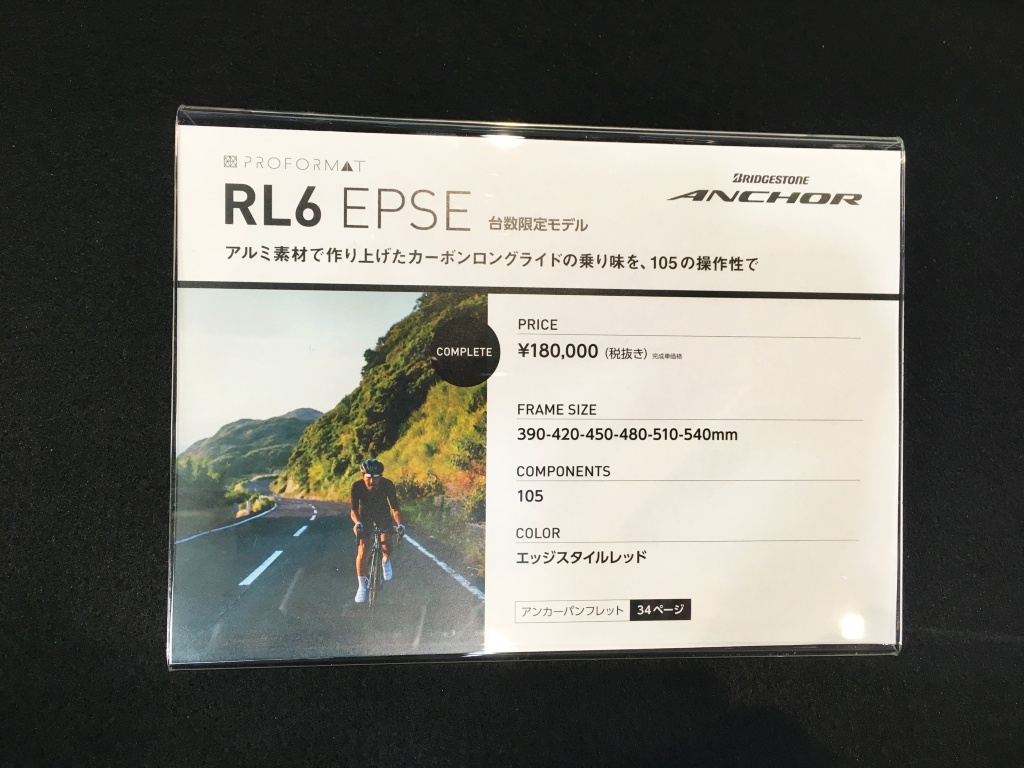 PROFORMAT
BRIDGESTONE
ANCHOR
RL6 EPSE 台数限定モデル
アルミ素材で作り上げたカーボンロングライドの乗り味を、105の操作性で
COMPLETE
PRICE
¥180,000（税抜き）完成車価格
FRAME SIZE
390-420-450-480-510-540mm
COMPONENTS
105
COLOR
エッジスタイルレッド
アンカーパンフレット 34ページ